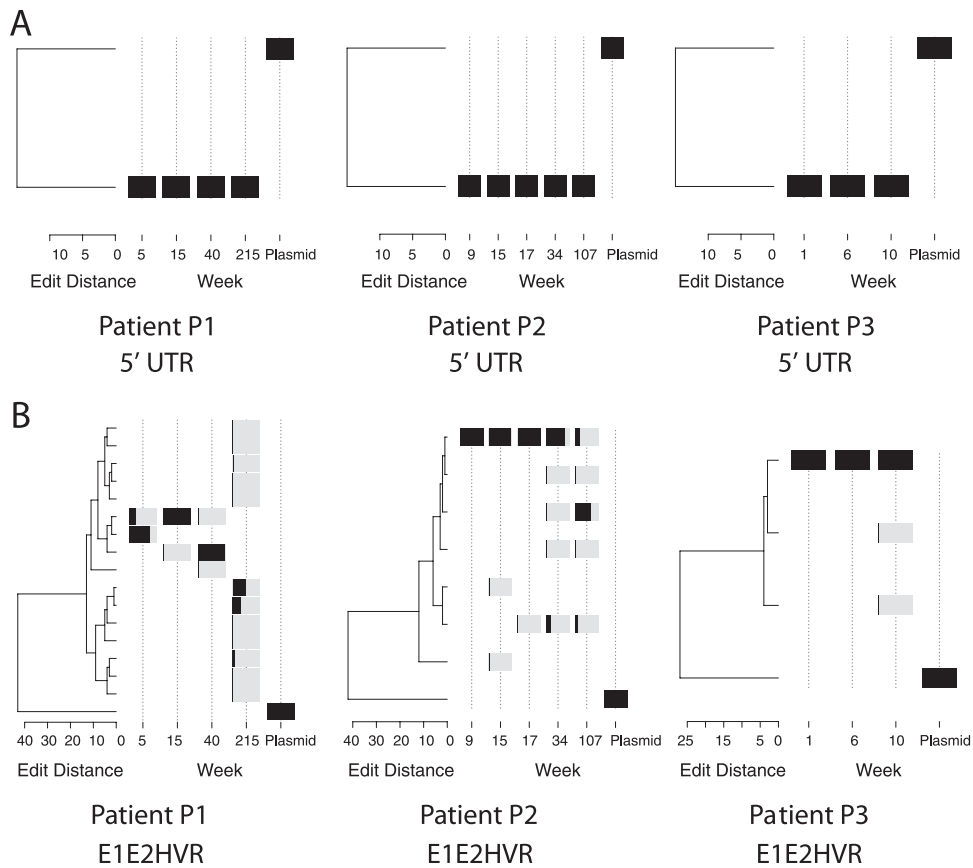 A
10 5 0 5 15 40 215 Plasmid
Edit Distance Week
Patient P1
5’ UTR
10 5 0 9 15 17 34 107 Plasmid
Edit Distance Week
Patient P2
5’ UTR
10 5 0 1 6 10 Plasmid
Edit Distance Week
Patient P3
5’ UTR
B
40 30 20 10 0 5 15 40 215 Plasmid
Edit Distance Week
Patient P1
E1E2HVR
40 30 20 10 0 9 15 17 34 107 Plasmid
Edit Distance Week
Patient P2
E1E2HVR
25 15 5 0 1 6 10 Plasmid
Edit Distance Week
Patient P3
E1E2HVR